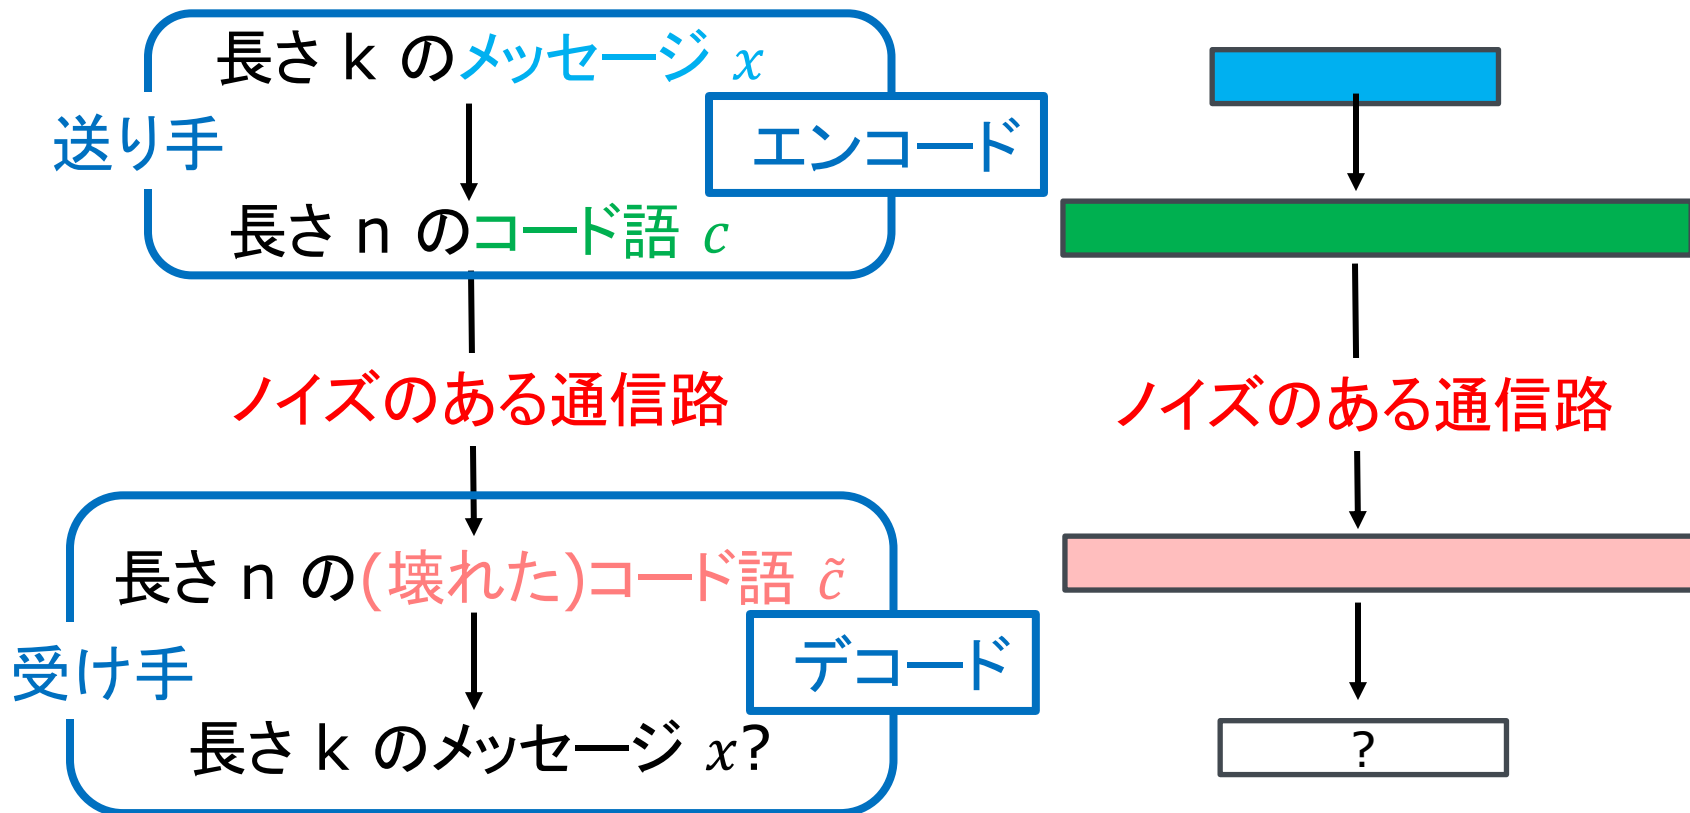 長さ k のメッセージ x
送り手
エンコード
長さ n のコード語 c
ノイズのある通信路
ノイズのある通信路
長さ n の(壊れた)コード語 c̃
受け手
デコード
長さ k のメッセージ x?
?